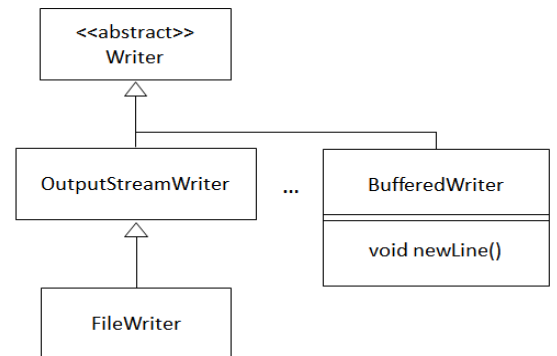 <<abstract>>
Writer
OutputStreamWriter
...
BufferedWriter
void newLine()
FileWriter